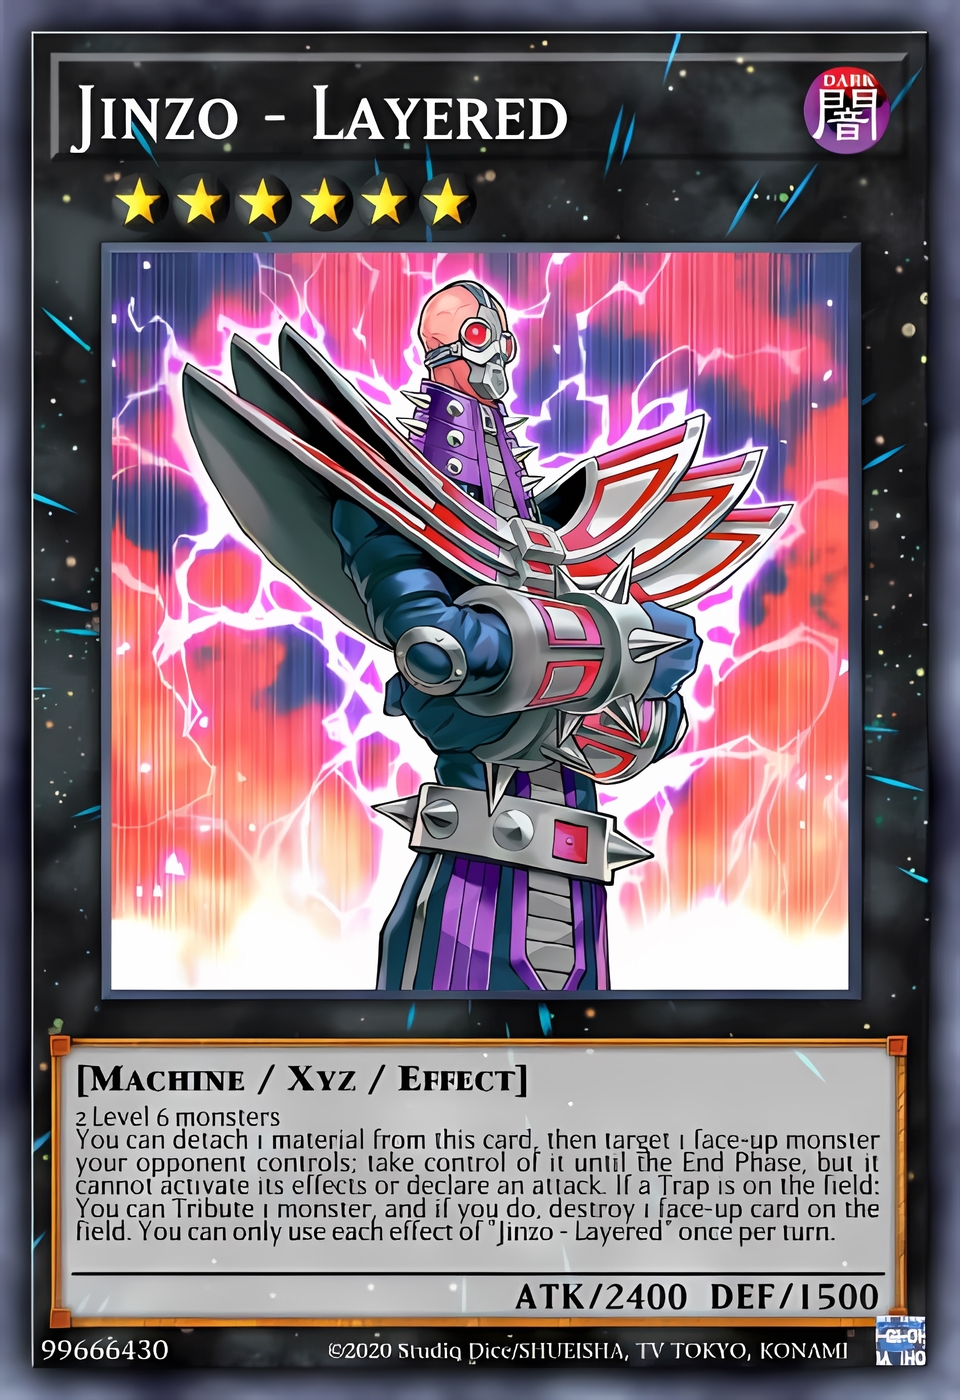 Jinzo - Layered
DARK
闇
[Machine / Xyz / Effect]
2 Level 6 monsters
You can detach 1 material from this card, then target 1 face-up monster
your opponent controls; take control of it until the End Phase, but it
cannot activate its effects or declare an attack. If a Trap is on the field:
You can Tribute 1 monster, and if you do, destroy 1 face-up card on the
field. You can only use each effect of "Jinzo - Layered" once per turn.
ATK/2400 DEF/1500
99666430
©2020 Studio Dice/SHUEISHA, TV TOKYO, KONAMI